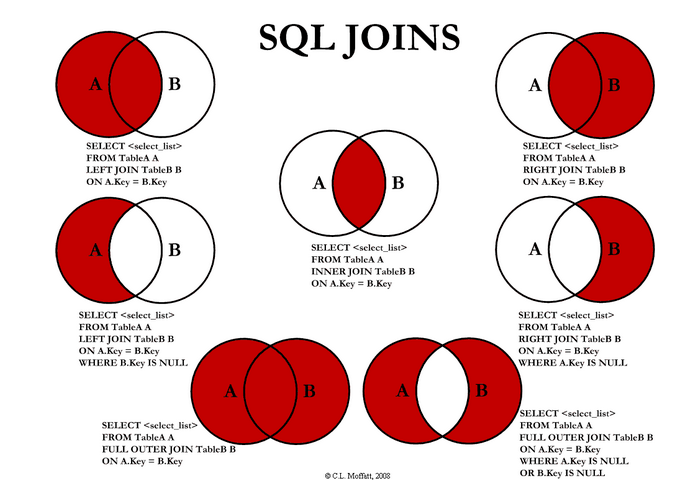 SQL JOINS
A B
SELECT <select_list>
FROM TableA A
LEFT JOIN TableB B
ON A.Key = B.Key
A B
SELECT <select_list>
FROM TableA A
RIGHT JOIN TableB B
ON A.Key = B.Key
A B
SELECT <select_list>
FROM TableA A
INNER JOIN TableB B
ON A.Key = B.Key
A B
SELECT <select_list>
FROM TableA A
LEFT JOIN TableB B
ON A.Key = B.Key
WHERE B.Key IS NULL
A B
SELECT <select_list>
FROM TableA A
RIGHT JOIN TableB B
ON A.Key = B.Key
WHERE A.Key IS NULL
A B
SELECT <select_list>
FROM TableA A
FULL OUTER JOIN TableB B
ON A.Key = B.Key
A B
SELECT <select_list>
FROM TableA A
FULL OUTER JOIN TableB B
ON A.Key = B.Key
WHERE A.Key IS NULL
OR B.Key IS NULL
© C.L. Moffatt, 2008